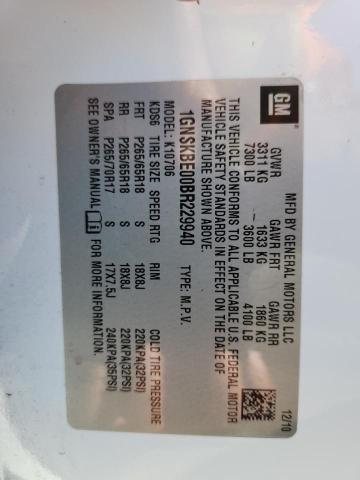 GM
MFD BY GENERAL MOTORS LLC 12/10
GVWR GAWR FRT GAWR RR
3311 KG 1633 KG 1860 KG
7300 LB 3600 LB 4100 LB
THIS VEHICLE CONFORMS TO ALL APPLICABLE U.S. FEDERAL MOTOR
VEHICLE SAFETY STANDARDS IN EFFECT ON THE DATE OF
MANUFACTURE SHOWN ABOVE.
1GNSKBE00BR229940 TYPE: M.P.V.
MODEL: K10706
KDS6 TIRE SIZE SPEED RTG RIM COLD TIRE PRESSURE
FRT P265/65R18 S 18X8J 220KPA(32PSI)
RR P265/65R18 S 18X8J 220KPA(32PSI)
SPA P265/70R17 S 17X7.5J 240KPA(35PSI)
SEE OWNER'S MANUAL FOR MORE INFORMATION.